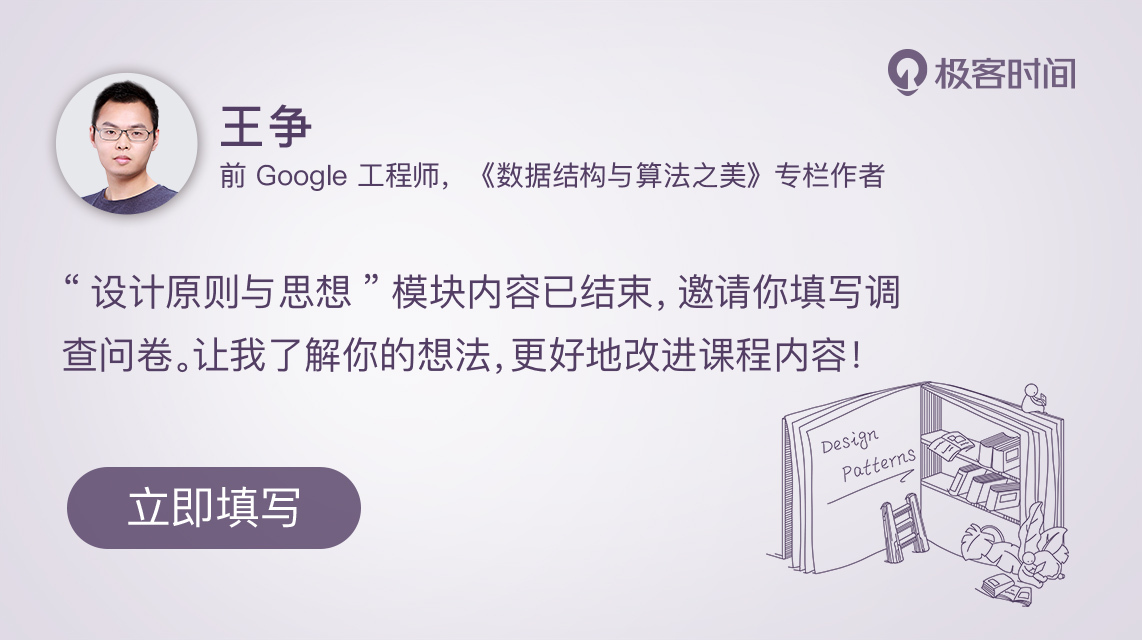 极客时间
王争
前 Google 工程师，《数据结构与算法之美》专栏作者
“设计原则与思想”模块内容已结束，邀请你填写调
查问卷。让我了解你的想法，更好地改进课程内容！
Design
Patterns
立即填写